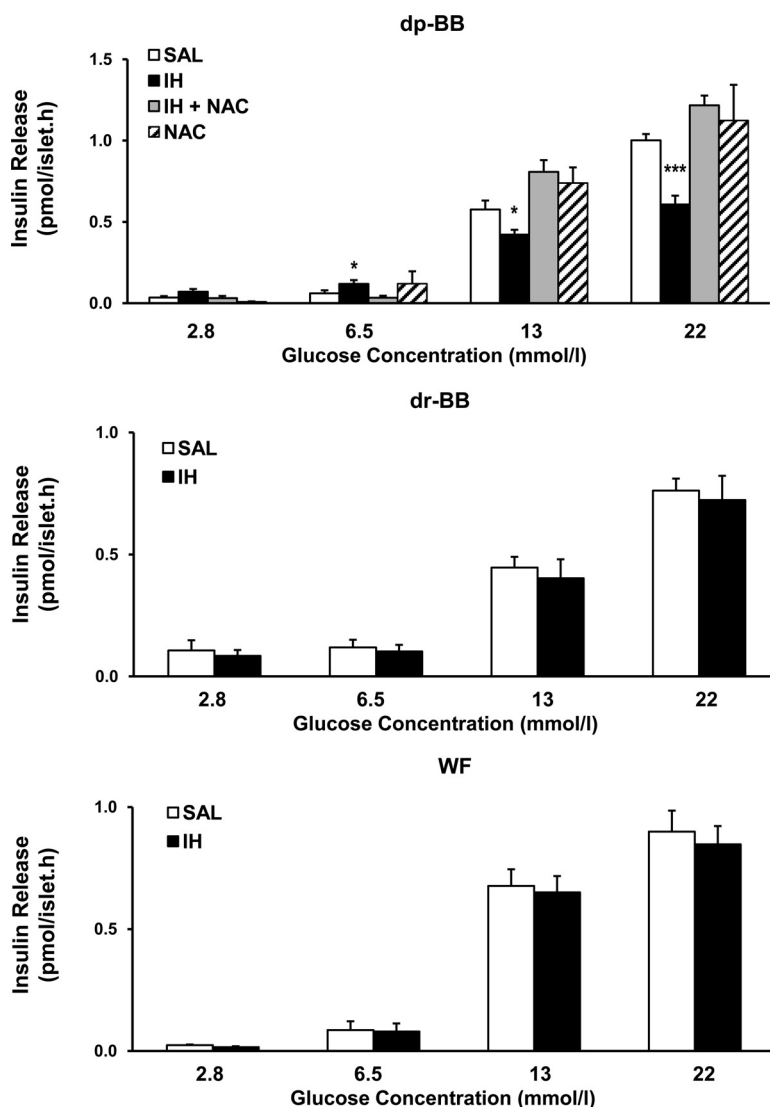 dp-BB
SAL
IH
IH + NAC
NAC
Insulin Release
(pmol/islet.h)
1.5
1.0
0.5
0.0
*
*
***
2.8 6.5 13 22
Glucose Concentration (mmol/l)
dr-BB
SAL
IH
Insulin Release
(pmol/islet.h)
1.0
0.5
0.0
2.8 6.5 13 22
Glucose Concentration (mmol/l)
WF
SAL
IH
Insulin Release
(pmol/islet.h)
1.0
0.5
0.0
2.8 6.5 13 22
Glucose Concentration (mmol/l)